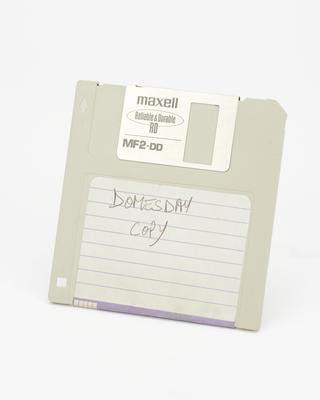 maxell
Reliable & Durable
RD
MF2-DD
DOMESDAY
COPY